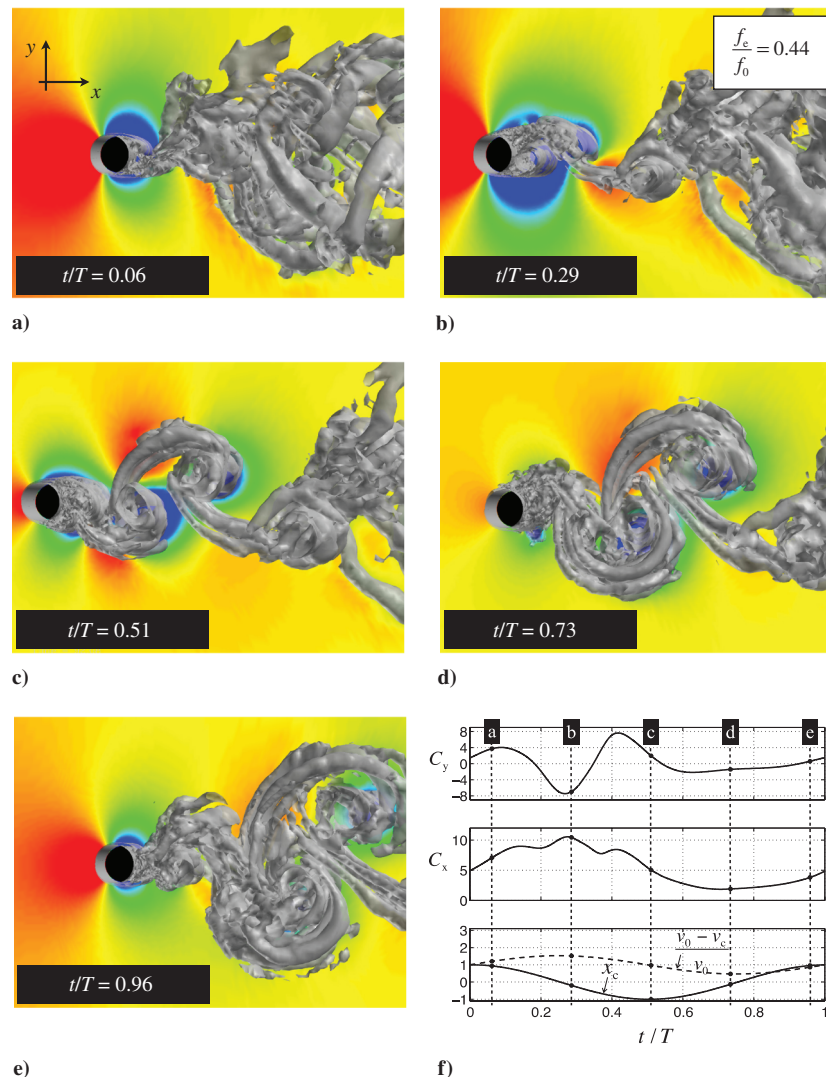 y
x
f_e / f_0 = 0.44
t/T = 0.06
t/T = 0.29
a)
b)
t/T = 0.51
t/T = 0.73
c)
d)
t/T = 0.96
e)
a b c d e
C_y
8
4
0
−4
−8
C_x
10
5
0
3
2
1
0
−1
v_0 − v_c / v_0
x_c
0 0.2 0.4 0.6 0.8 1
t / T
f)